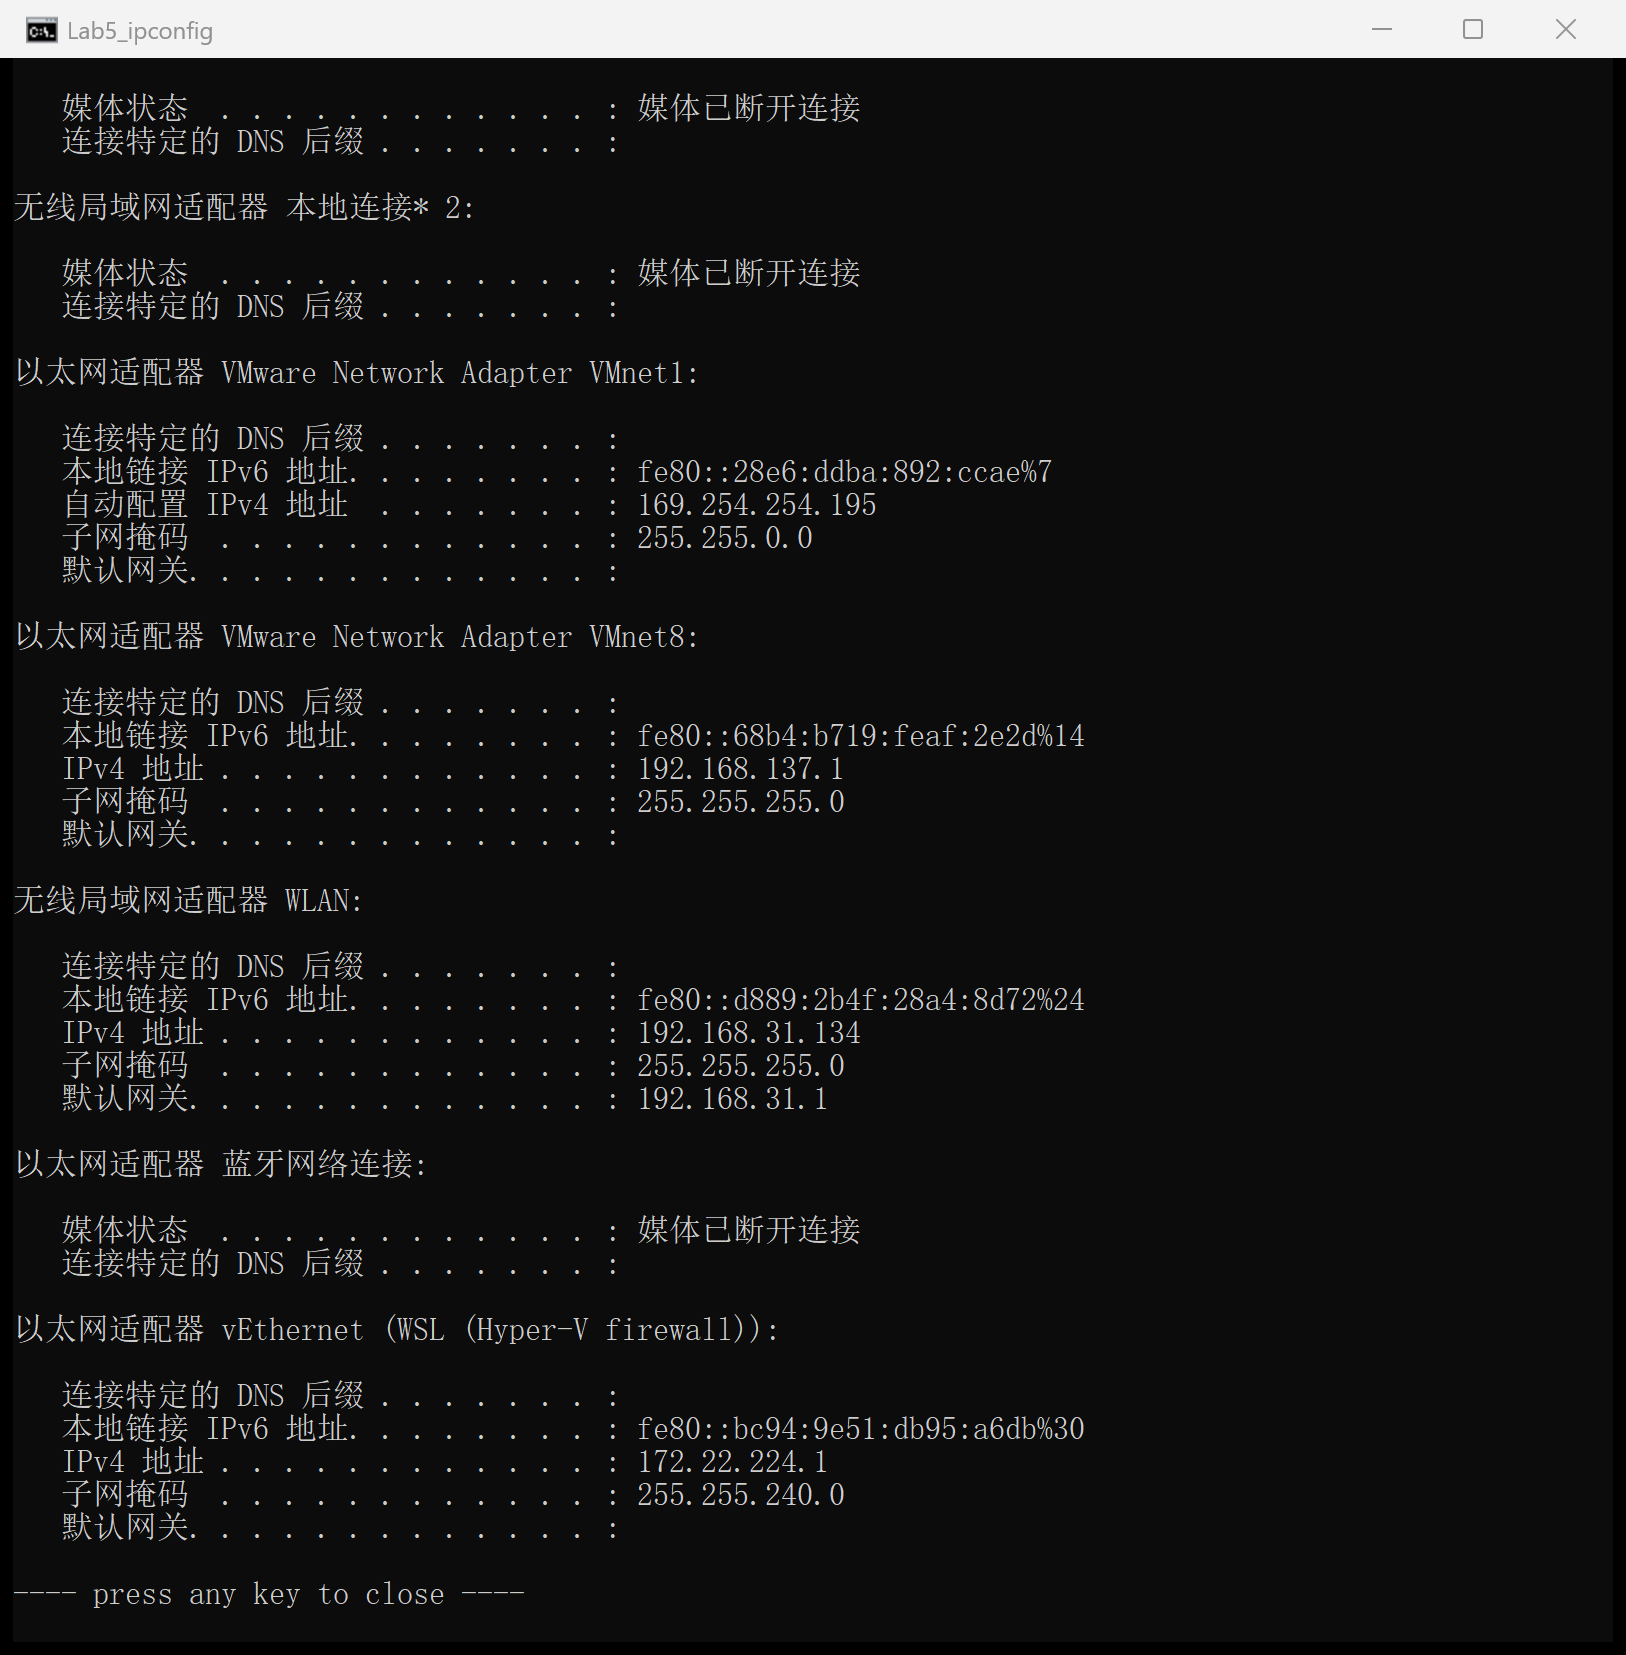 Lab5_ipconfig
媒体状态  . . . . . . . . . . . . : 媒体已断开连接
连接特定的 DNS 后缀 . . . . . . . :
无线局域网适配器 本地连接* 2:
媒体状态  . . . . . . . . . . . . : 媒体已断开连接
连接特定的 DNS 后缀 . . . . . . . :
以太网适配器 VMware Network Adapter VMnet1:
连接特定的 DNS 后缀 . . . . . . . :
本地链接 IPv6 地址. . . . . . . . : fe80::28e6:ddba:892:ccae%7
自动配置 IPv4 地址  . . . . . . . : 169.254.254.195
子网掩码  . . . . . . . . . . . . : 255.255.0.0
默认网关. . . . . . . . . . . . . :
以太网适配器 VMware Network Adapter VMnet8:
连接特定的 DNS 后缀 . . . . . . . :
本地链接 IPv6 地址. . . . . . . . : fe80::68b4:b719:feaf:2e2d%14
IPv4 地址 . . . . . . . . . . . . : 192.168.137.1
子网掩码  . . . . . . . . . . . . : 255.255.255.0
默认网关. . . . . . . . . . . . . :
无线局域网适配器 WLAN:
连接特定的 DNS 后缀 . . . . . . . :
本地链接 IPv6 地址. . . . . . . . : fe80::d889:2b4f:28a4:8d72%24
IPv4 地址 . . . . . . . . . . . . : 192.168.31.134
子网掩码  . . . . . . . . . . . . : 255.255.255.0
默认网关. . . . . . . . . . . . . : 192.168.31.1
以太网适配器 蓝牙网络连接:
媒体状态  . . . . . . . . . . . . : 媒体已断开连接
连接特定的 DNS 后缀 . . . . . . . :
以太网适配器 vEthernet (WSL (Hyper-V firewall)):
连接特定的 DNS 后缀 . . . . . . . :
本地链接 IPv6 地址. . . . . . . . : fe80::bc94:9e51:db95:a6db%30
IPv4 地址 . . . . . . . . . . . . : 172.22.224.1
子网掩码  . . . . . . . . . . . . : 255.255.240.0
默认网关. . . . . . . . . . . . . :
---- press any key to close ----